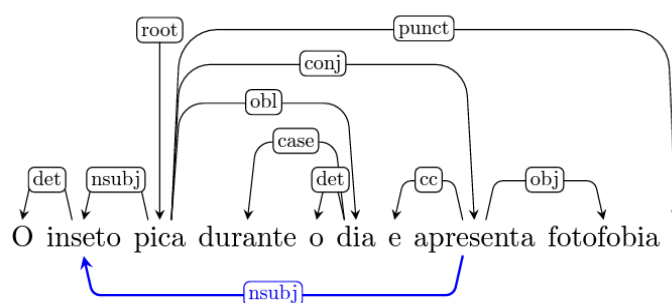 root
punct
conj
obl
case
det nsubj det cc obj
O inseto pica durante o dia e apresenta fotofobia
nsubj